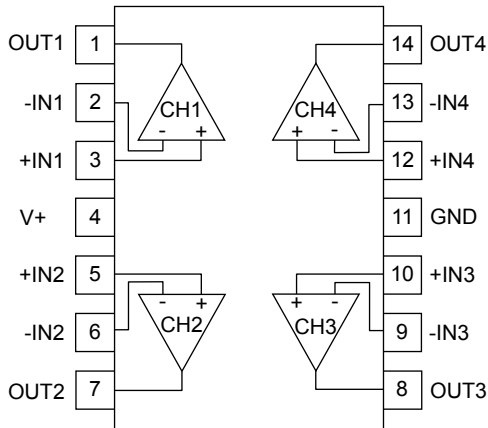 OUT1 1 14 OUT4
-IN1 2 CH1 CH4 13 -IN4
- + + -
+IN1 3 12 +IN4
V+ 4 11 GND
+IN2 5 10 +IN3
- + + -
-IN2 6 CH2 CH3 9 -IN3
OUT2 7 8 OUT3